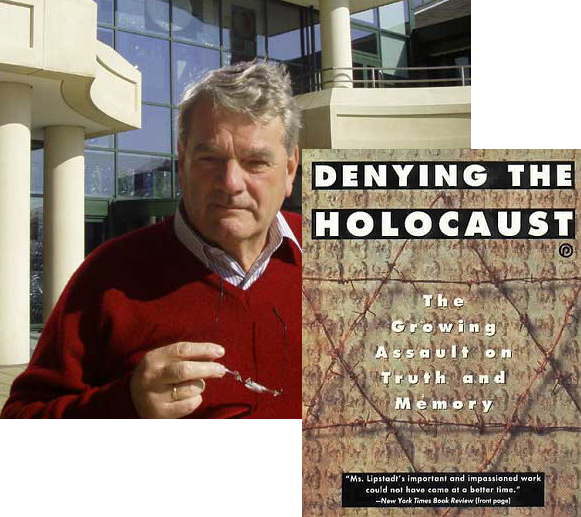 DENYING THE
HOLOCAUST
The
Growing
Assault on
Truth and
Memory
"Ms. Lipstadt's important and impassioned work
could not have come at a better time."
—New York Times Book Review (front page)